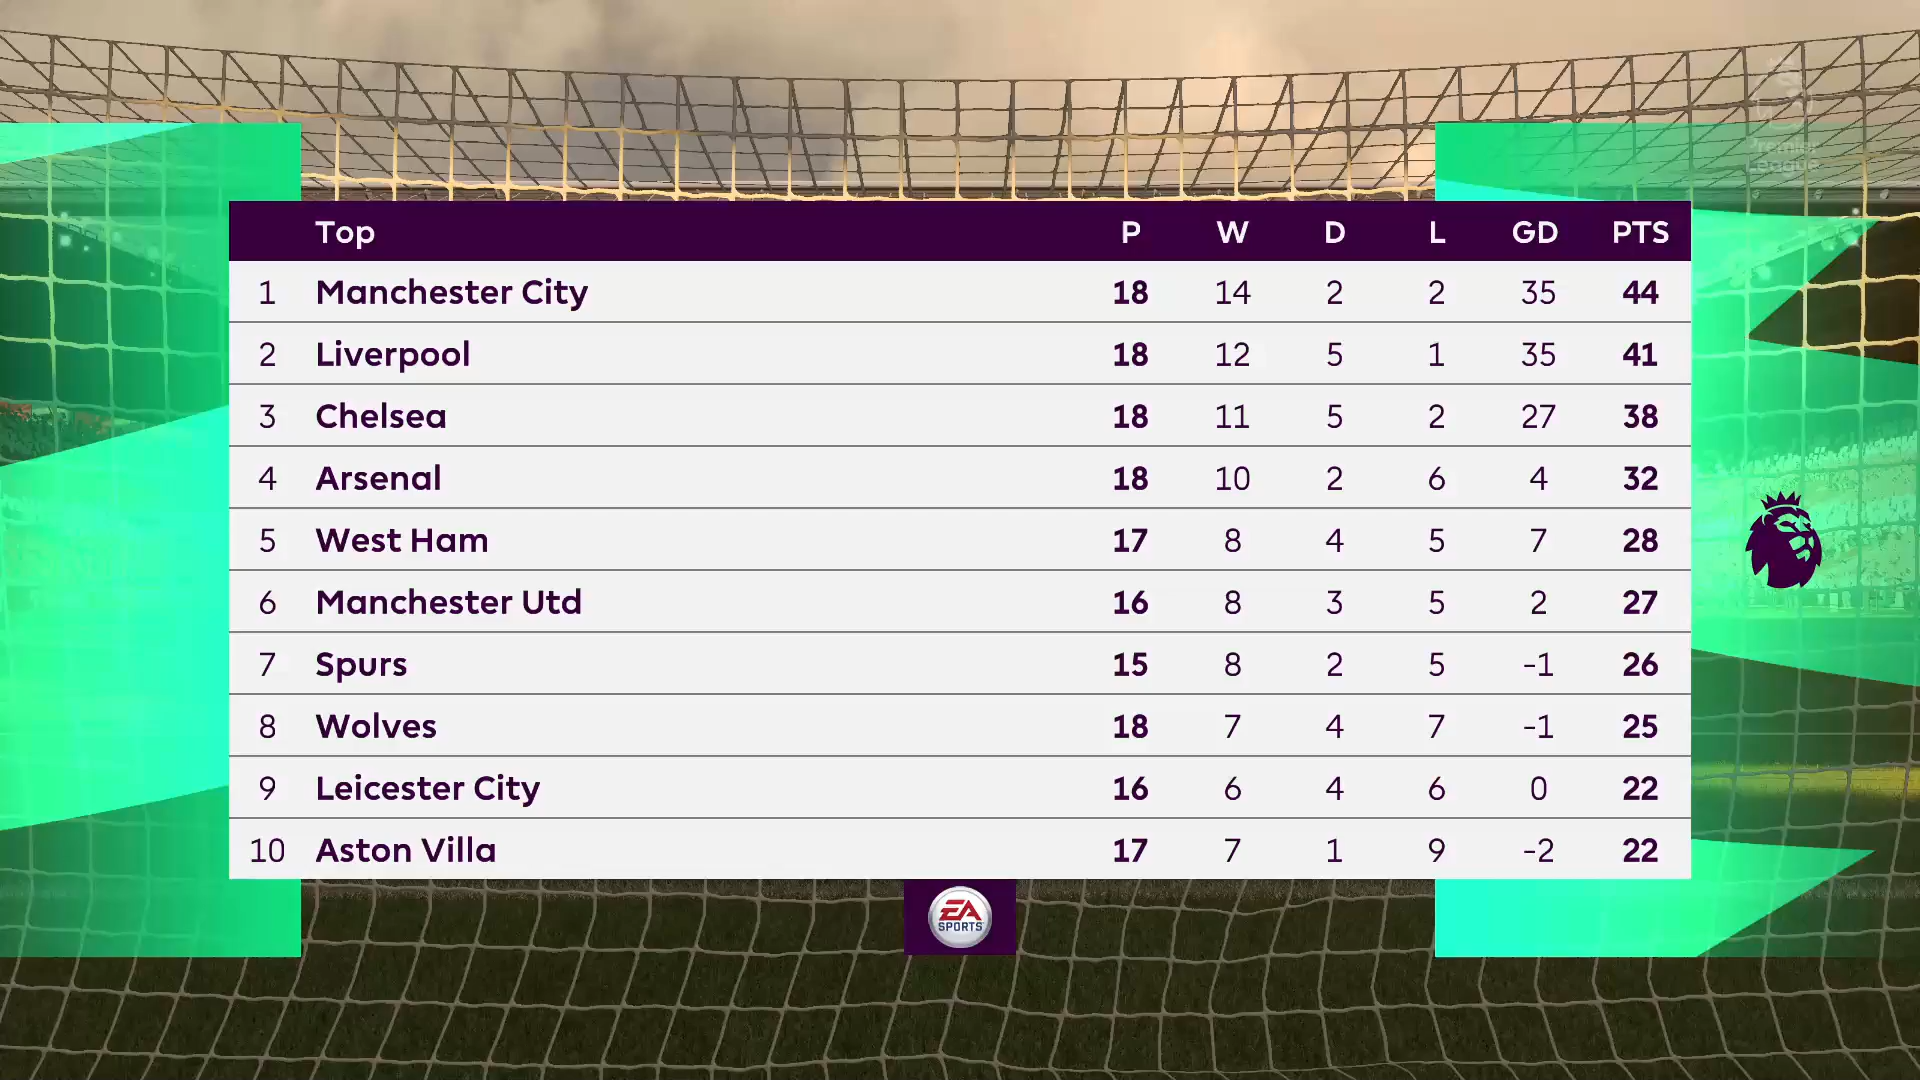 Premier
League
Top P W D L GD PTS
1 Manchester City 18 14 2 2 35 44
2 Liverpool 18 12 5 1 35 41
3 Chelsea 18 11 5 2 27 38
4 Arsenal 18 10 2 6 4 32
5 West Ham 17 8 4 5 7 28
6 Manchester Utd 16 8 3 5 2 27
7 Spurs 15 8 2 5 -1 26
8 Wolves 18 7 4 7 -1 25
9 Leicester City 16 6 4 6 0 22
10 Aston Villa 17 7 1 9 -2 22
EA
SPORTS